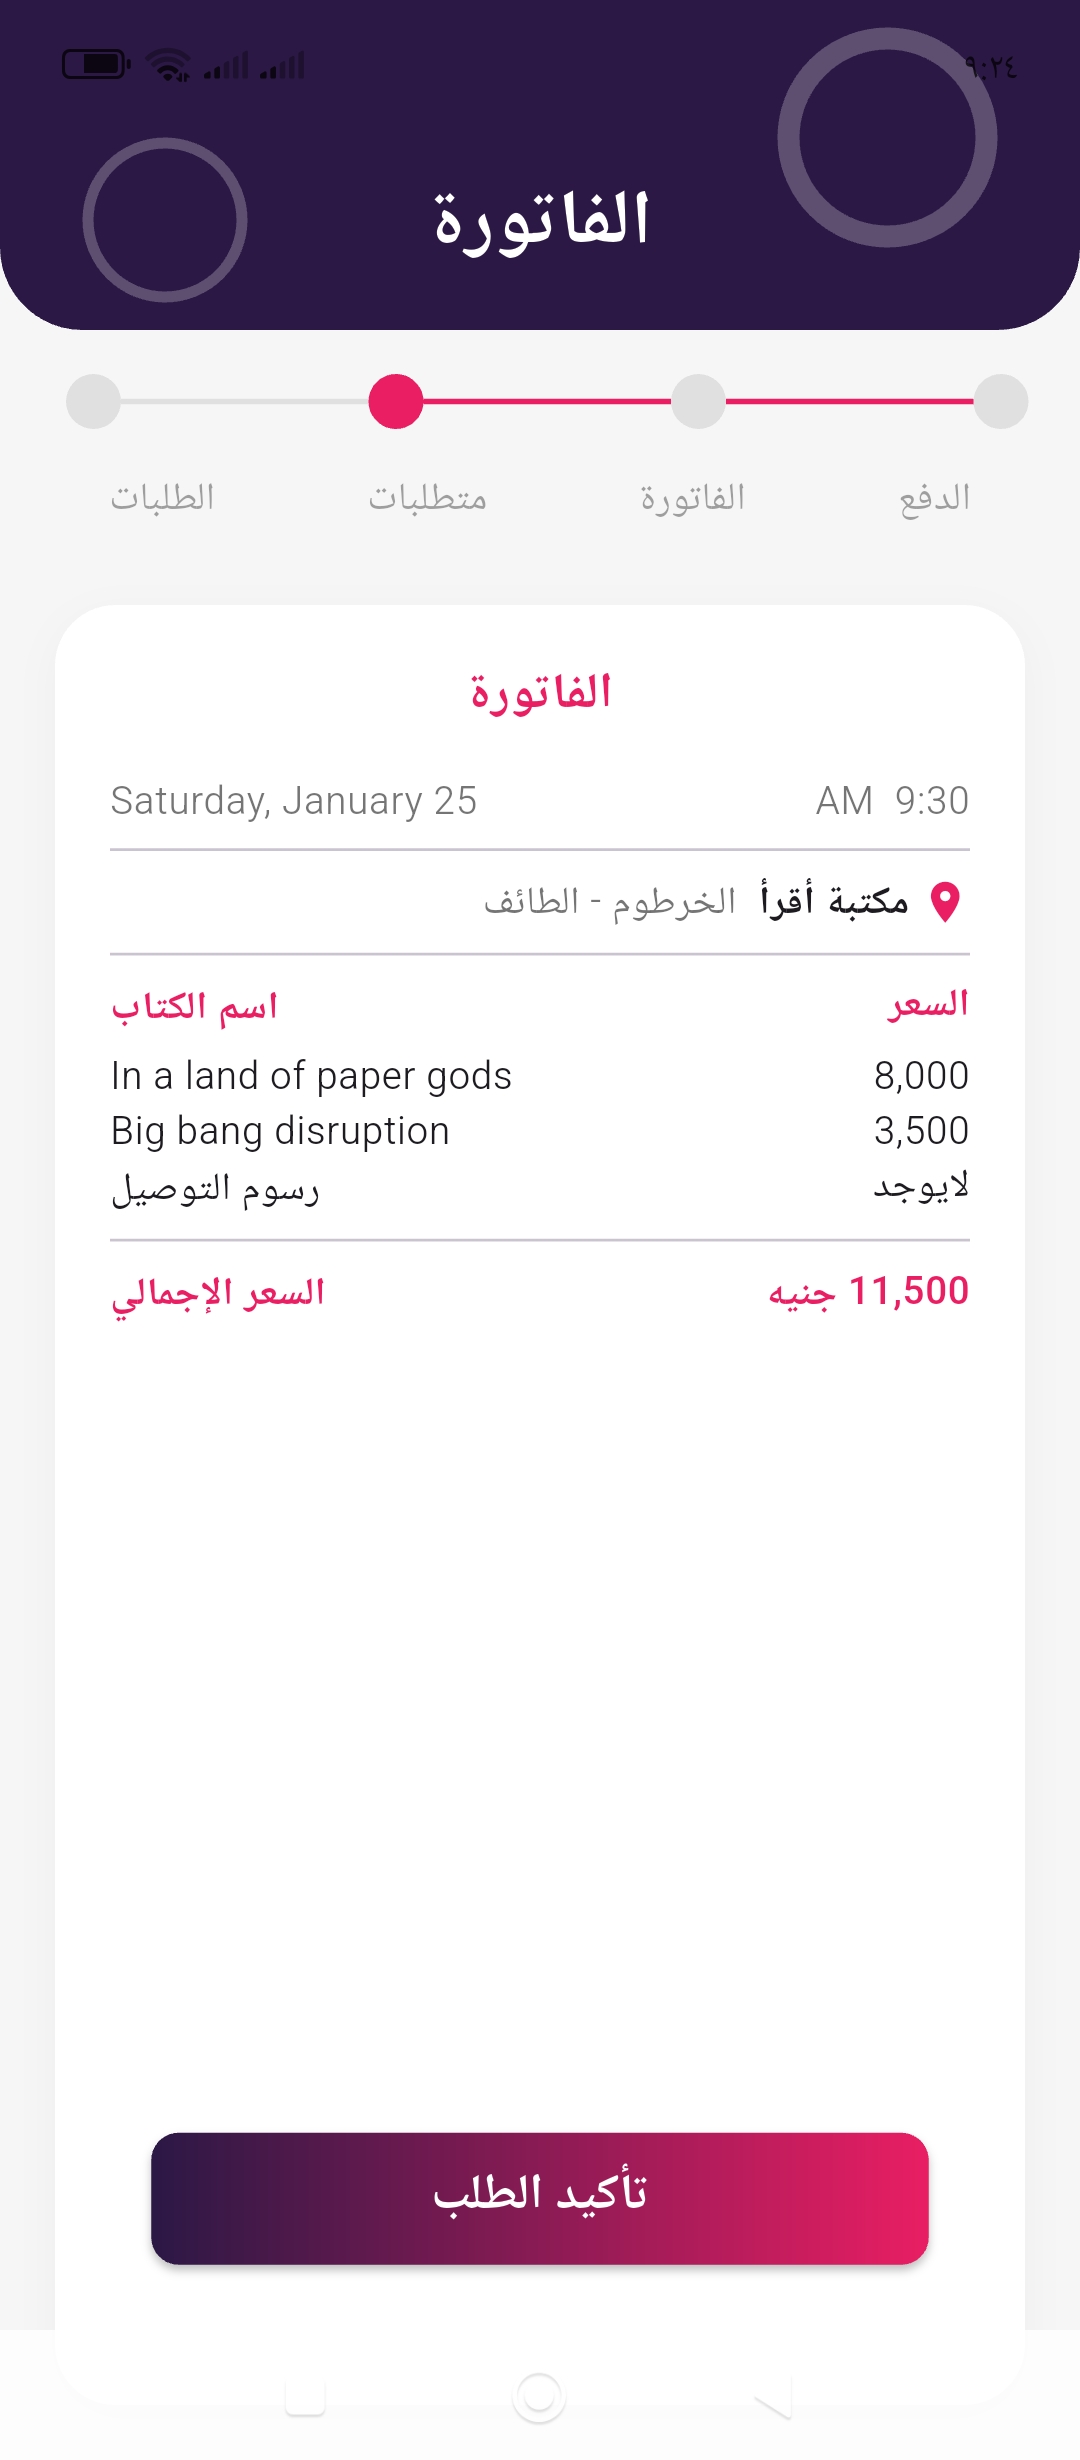 ٩:٢٤
الفاتورة
الطلبات متطلبات الفاتورة الدفع
الفاتورة
Saturday, January 25 AM 9:30
مكتبة أقرأ الخرطوم - الطائف
اسم الكتاب السعر
In a land of paper gods 8,000
Big bang disruption 3,500
رسوم التوصيل لايوجد
السعر الإجمالي 11,500 جنيه
تأكيد الطلب